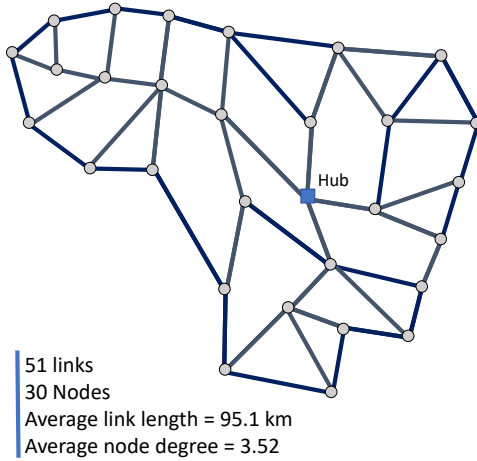 Hub
51 links
30 Nodes
Average link length = 95.1 km
Average node degree = 3.52